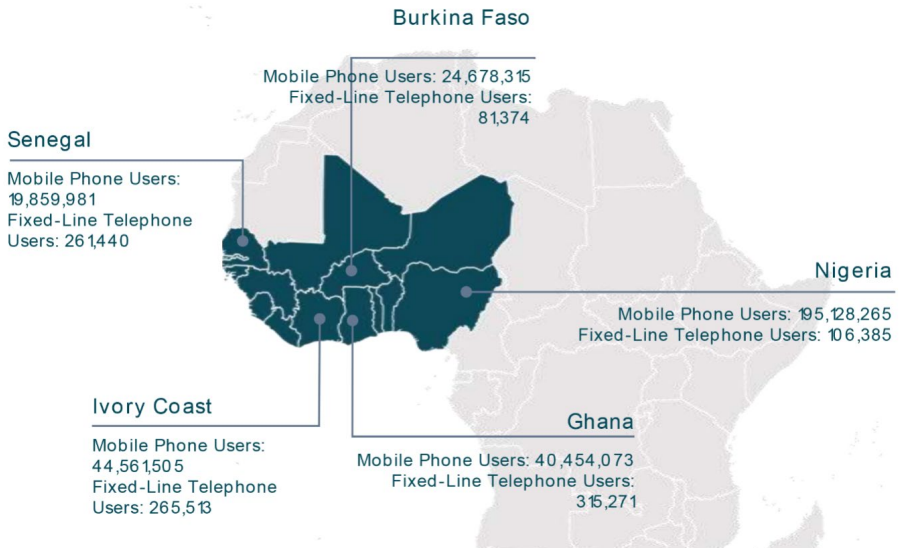 Burkina Faso
Mobile Phone Users: 24,678,315
Fixed-Line Telephone Users:
81,374
Senegal
Mobile Phone Users:
19,859,981
Fixed-Line Telephone
Users: 261,440
Nigeria
Mobile Phone Users: 195,128,265
Fixed-Line Telephone Users: 106,385
Ivory Coast
Mobile Phone Users:
44,561,505
Fixed-Line Telephone
Users: 265,513
Ghana
Mobile Phone Users: 40,454,073
Fixed-Line Telephone Users:
315,271